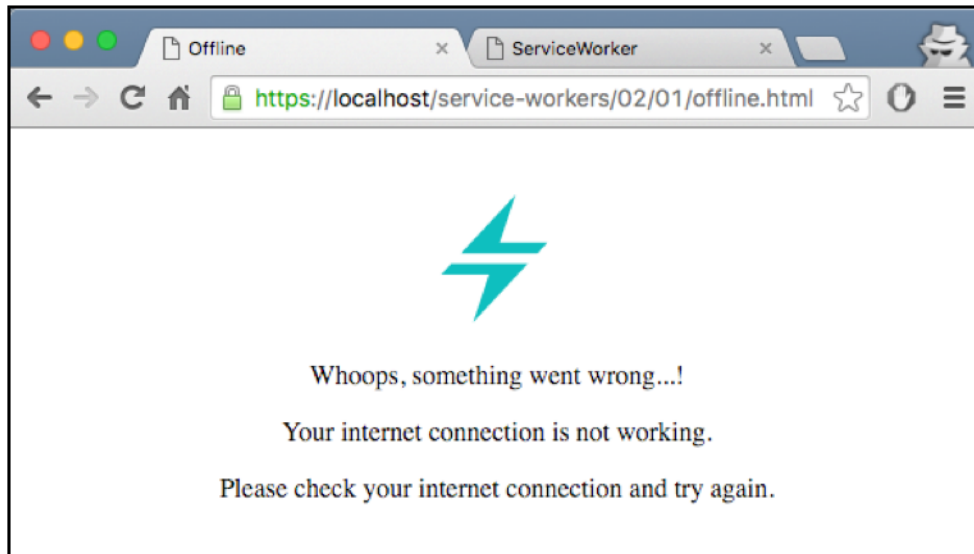 Offline
ServiceWorker
https://localhost/service-workers/02/01/offline.html
Whoops, something went wrong...!
Your internet connection is not working.
Please check your internet connection and try again.